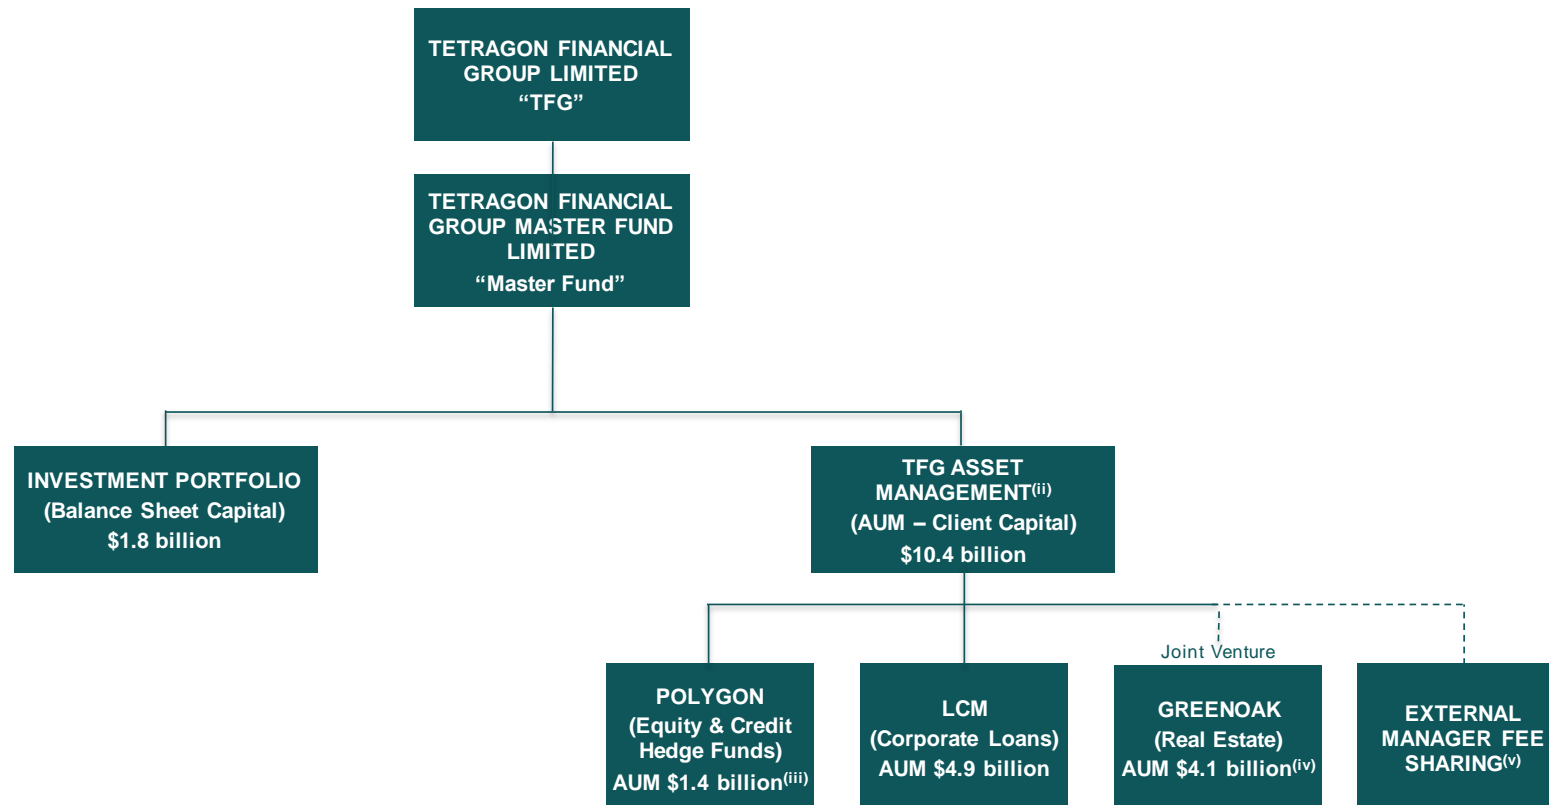 TETRAGON FINANCIAL
GROUP LIMITED
“TFG”
TETRAGON FINANCIAL
GROUP MASTER FUND
LIMITED
“Master Fund”
INVESTMENT PORTFOLIO
(Balance Sheet Capital)
$1.8 billion
TFG ASSET
MANAGEMENT(ii)
(AUM – Client Capital)
$10.4 billion
Joint Venture
POLYGON
(Equity & Credit
Hedge Funds)
AUM $1.4 billion(iii)
LCM
(Corporate Loans)
AUM $4.9 billion
GREENOAK
(Real Estate)
AUM $4.1 billion(iv)
EXTERNAL
MANAGER FEE
SHARING(v)